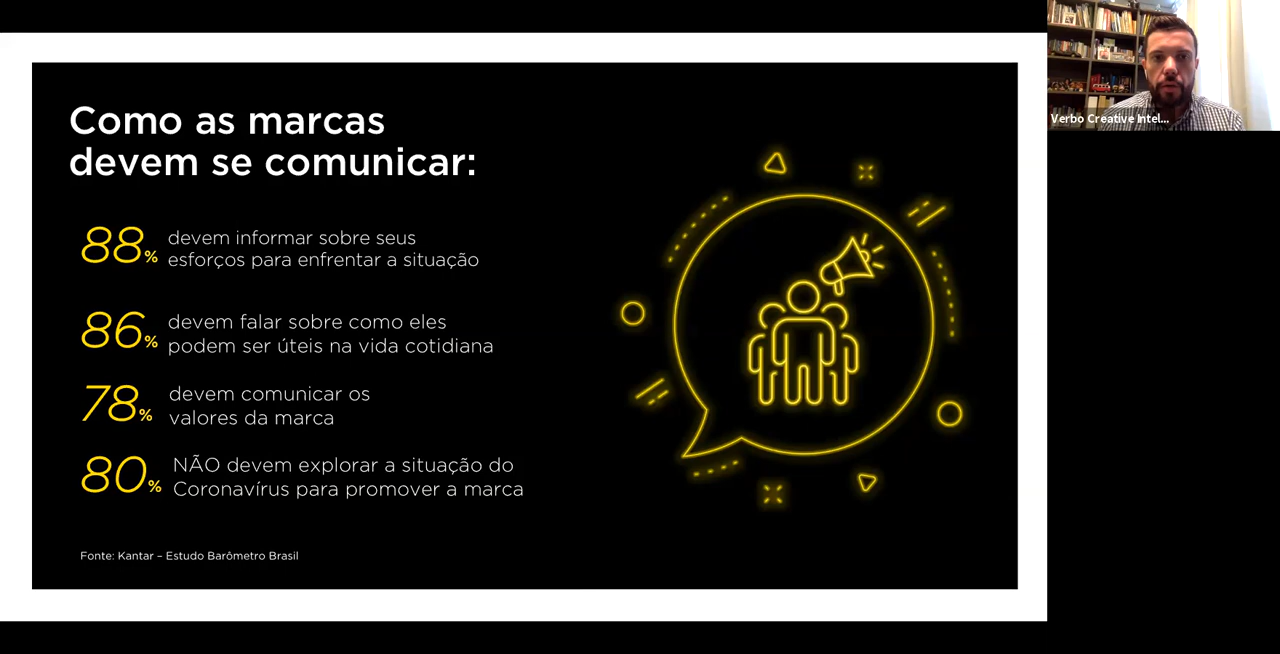 Como as marcas
devem se comunicar:
88% devem informar sobre seus
esforços para enfrentar a situação
86% devem falar sobre como eles
podem ser úteis na vida cotidiana
78% devem comunicar os
valores da marca
80% NÃO devem explorar a situação do
Coronavírus para promover a marca
Fonte: Kantar – Estudo Barômetro Brasil
Verbo Creative Intel...